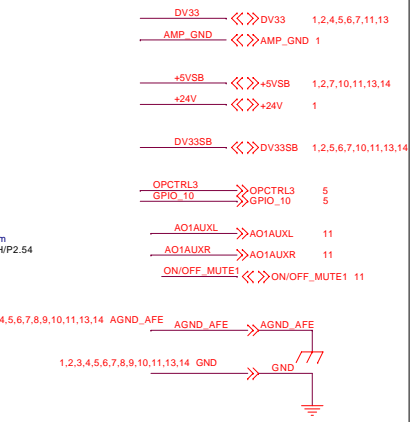 DV33 DV33 1,2,4,5,6,7,11,13
AMP_GND AMP_GND 1
+5VSB +5VSB 1,2,7,10,11,13,14
+24V +24V 1
DV33SB DV33SB 1,2,5,6,7,10,11,13,14
OPCTRL3 OPCTRL3 5
GPIO_10 GPIO_10 5
AO1AUXL AO1AUXL 11
m
H/P2.54
AO1AUXR AO1AUXR 11
ON/OFF_MUTE1 ON/OFF_MUTE1 11
4,5,6,7,8,9,10,11,13,14 AGND_AFE AGND_AFE AGND_AFE
1,2,3,4,5,6,7,8,9,10,11,13,14 GND GND